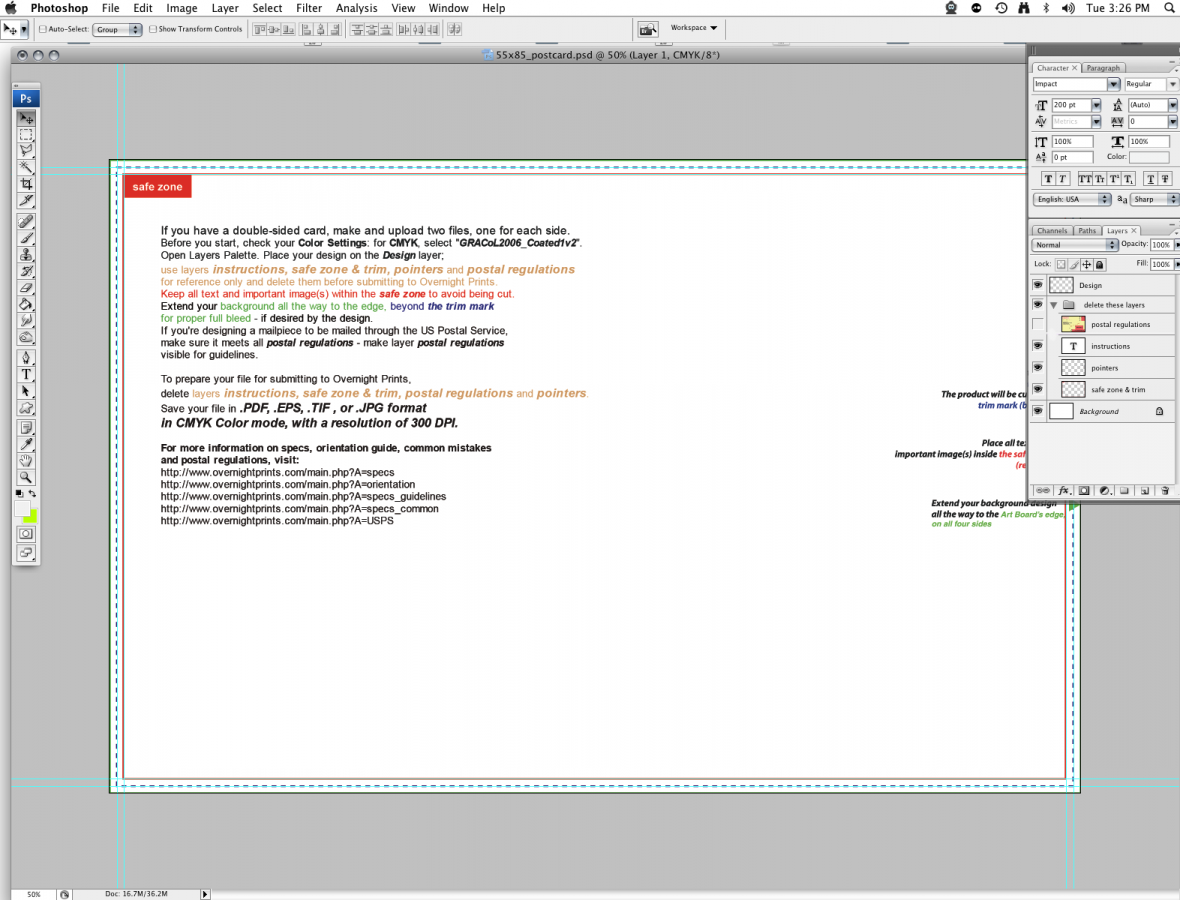 Photoshop File Edit Image Layer Select Filter Analysis View Window Help Tue 3:26 PM
Auto-Select: Group Show Transform Controls Workspace
55x85_postcard.psd @ 50% (Layer 1, CMYK/8*)
Ps
Character Paragraph
Impact Regular
200 pt (Auto)
Metrics 0
100% 100%
0 pt Color:
English: USA Sharp
Channels Paths Layers
Normal Opacity: 100%
Lock: Fill: 100%
Design
delete these layers
postal regulations
instructions
pointers
safe zone & trim
Background
safe zone
If you have a double-sided card, make and upload two files, one for each side.
Before you start, check your Color Settings: for CMYK, select "GRACoL2006_Coated1v2".
Open Layers Palette. Place your design on the Design layer;
use layers instructions, safe zone & trim, pointers and postal regulations
for reference only and delete them before submitting to Overnight Prints.
Keep all text and important image(s) within the safe zone to avoid being cut.
Extend your background all the way to the edge, beyond the trim mark
for proper full bleed - if desired by the design.
If you're designing a mailpiece to be mailed through the US Postal Service,
make sure it meets all postal regulations - make layer postal regulations
visible for guidelines.
To prepare your file for submitting to Overnight Prints,
delete layers instructions, safe zone & trim, postal regulations and pointers.
Save your file in .PDF, .EPS, .TIF , or .JPG format
in CMYK Color mode, with a resolution of 300 DPI.
For more information on specs, orientation guide, common mistakes
and postal regulations, visit:
http://www.overnightprints.com/main.php?A=specs
http://www.overnightprints.com/main.php?A=orientation
http://www.overnightprints.com/main.php?A=specs_guidelines
http://www.overnightprints.com/main.php?A=specs_common
http://www.overnightprints.com/main.php?A=USPS
The product will be cu
trim mark (b
Place all te
important image(s) inside the saf
(re
Extend your background design
all the way to the Art Board's edge,
on all four sides
50% Doc: 16.7M/36.2M